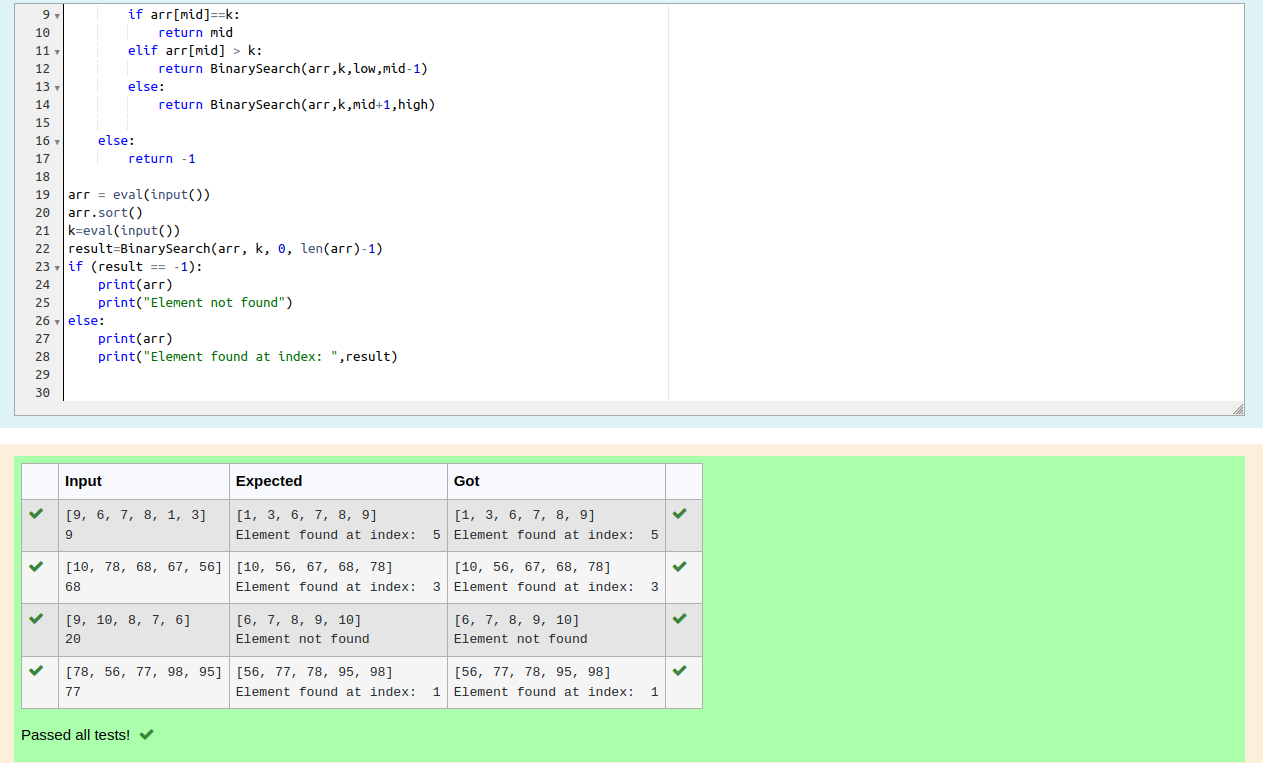 9 if arr[mid]==k:
10 return mid
11 elif arr[mid] > k:
12 return BinarySearch(arr,k,low,mid-1)
13 else:
14 return BinarySearch(arr,k,mid+1,high)
15
16 else:
17 return -1
18
19 arr = eval(input())
20 arr.sort()
21 k=eval(input())
22 result=BinarySearch(arr, k, 0, len(arr)-1)
23 if (result == -1):
24 print(arr)
25 print("Element not found")
26 else:
27 print(arr)
28 print("Element found at index: ",result)
29
30
Input Expected Got
[9, 6, 7, 8, 1, 3] [1, 3, 6, 7, 8, 9] [1, 3, 6, 7, 8, 9]
9 Element found at index:  5 Element found at index:  5
[10, 78, 68, 67, 56] [10, 56, 67, 68, 78] [10, 56, 67, 68, 78]
68 Element found at index:  3 Element found at index:  3
[9, 10, 8, 7, 6] [6, 7, 8, 9, 10] [6, 7, 8, 9, 10]
20 Element not found Element not found
[78, 56, 77, 98, 95] [56, 77, 78, 95, 98] [56, 77, 78, 95, 98]
77 Element found at index:  1 Element found at index:  1
Passed all tests!